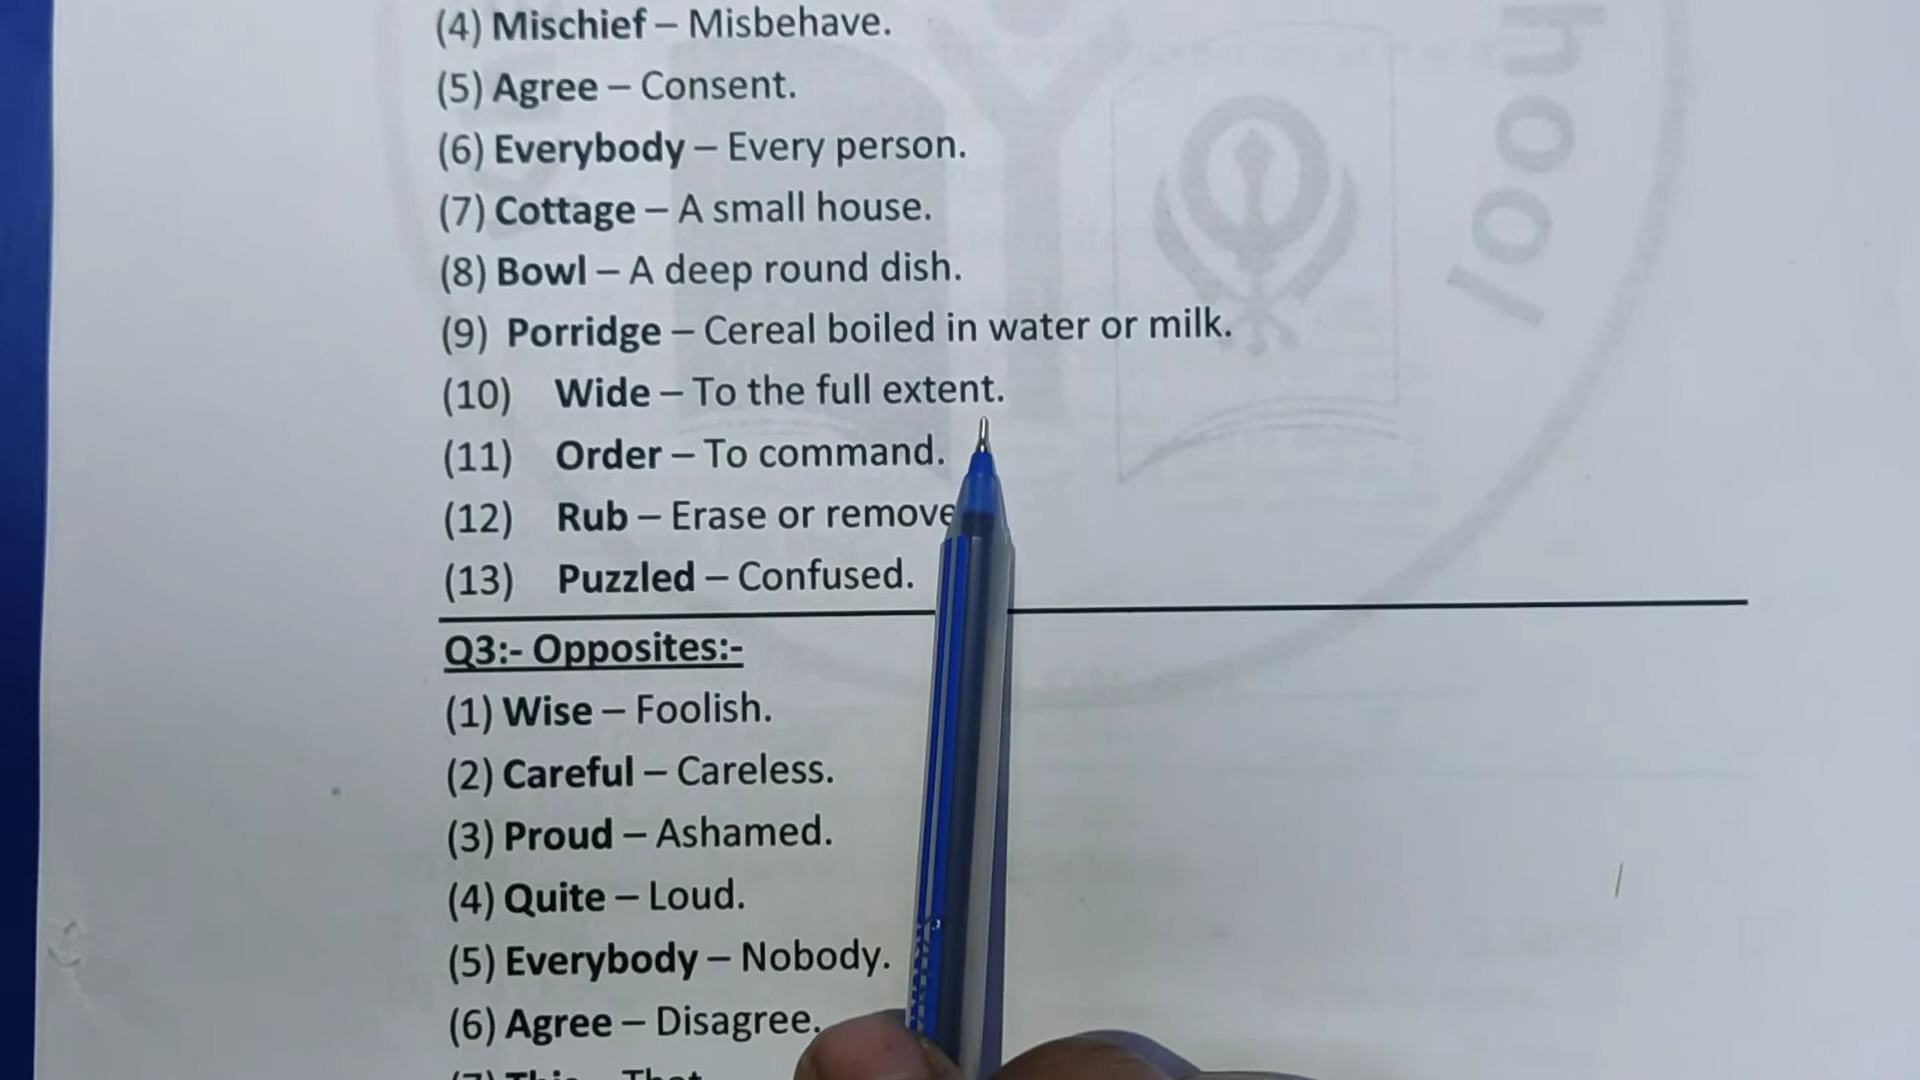 (4) Mischief – Misbehave.
(5) Agree – Consent.
(6) Everybody – Every person.
(7) Cottage – A small house.
(8) Bowl – A deep round dish.
(9) Porridge – Cereal boiled in water or milk.
(10) Wide – To the full extent.
(11) Order – To command.
(12) Rub – Erase or remove
(13) Puzzled – Confused.
Q3:- Opposites:-
(1) Wise – Foolish.
(2) Careful – Careless.
(3) Proud – Ashamed.
(4) Quite – Loud.
(5) Everybody – Nobody.
(6) Agree – Disagree.
(7) This – That